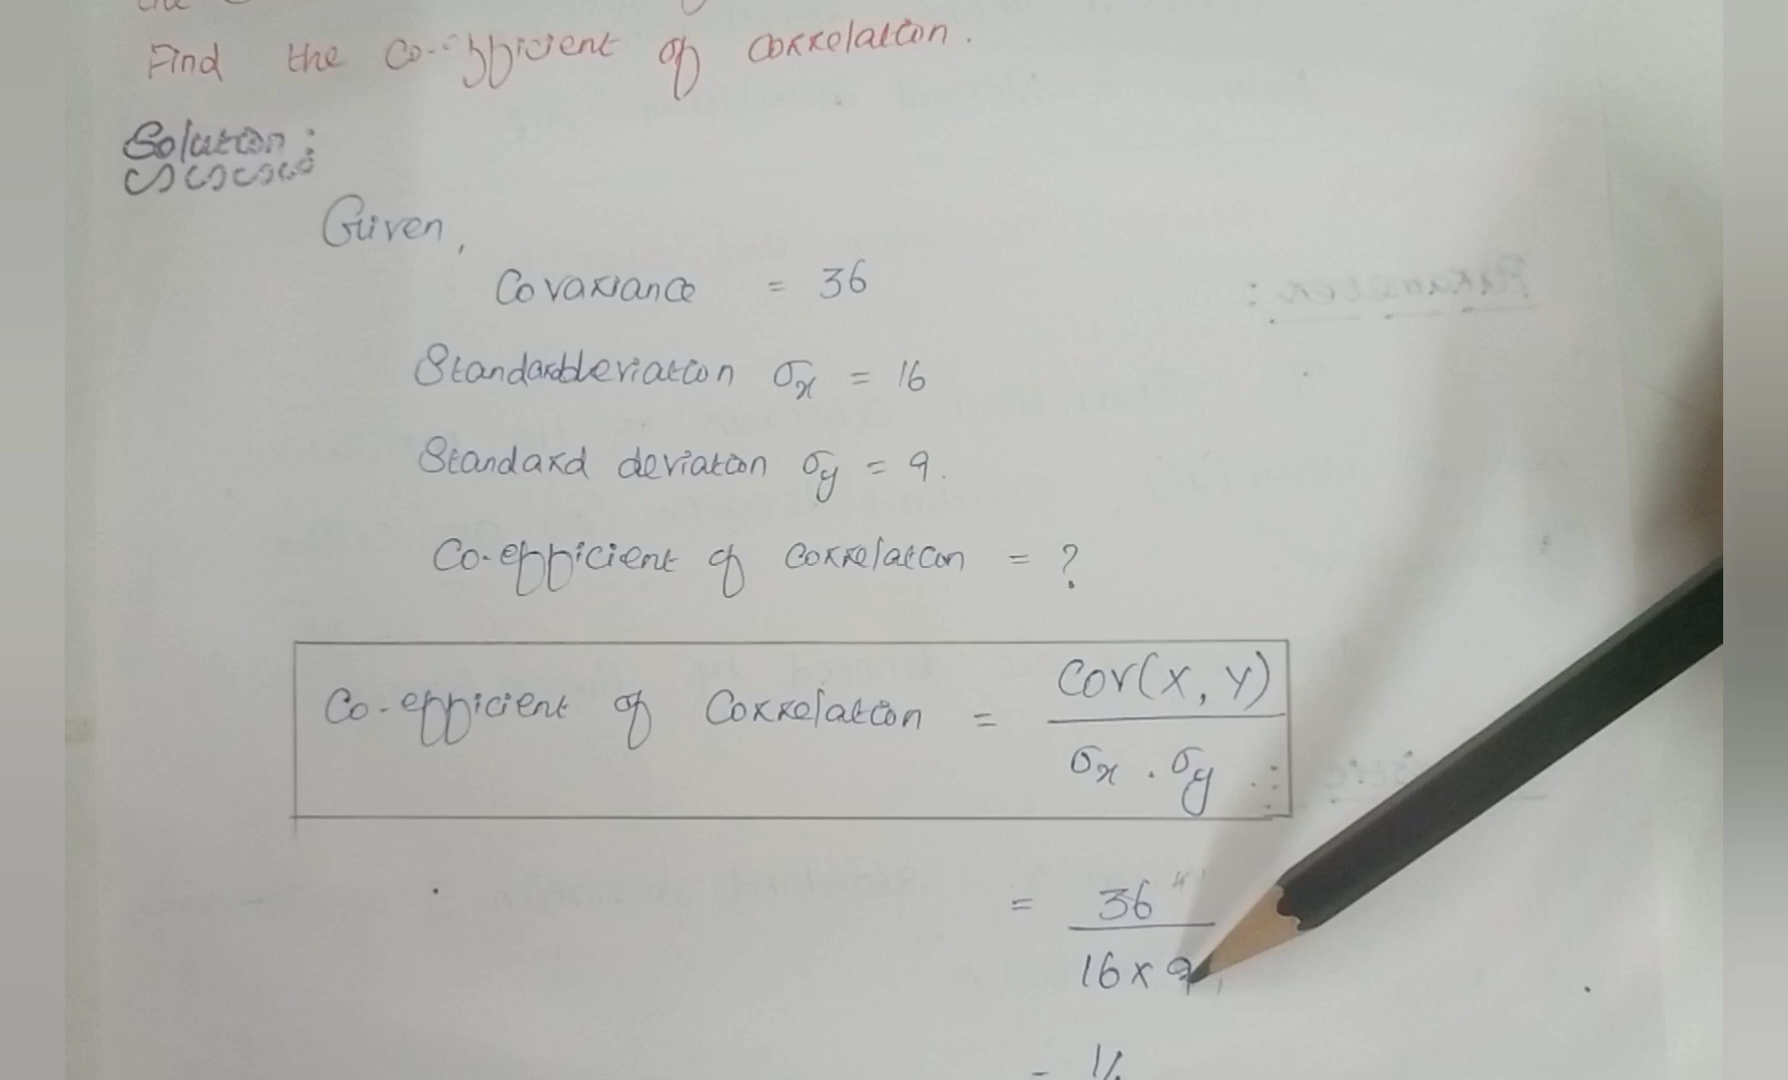 Find the Co-efficient of correlation.
Solution:
Given,
Covariance = 36
Standard deviation σx = 16
Standard deviation σy = 9.
Co-efficient of correlation = ?
Co-efficient of Correlation = Cov(X, Y)
σx . σy
= 36 4
16 x 9